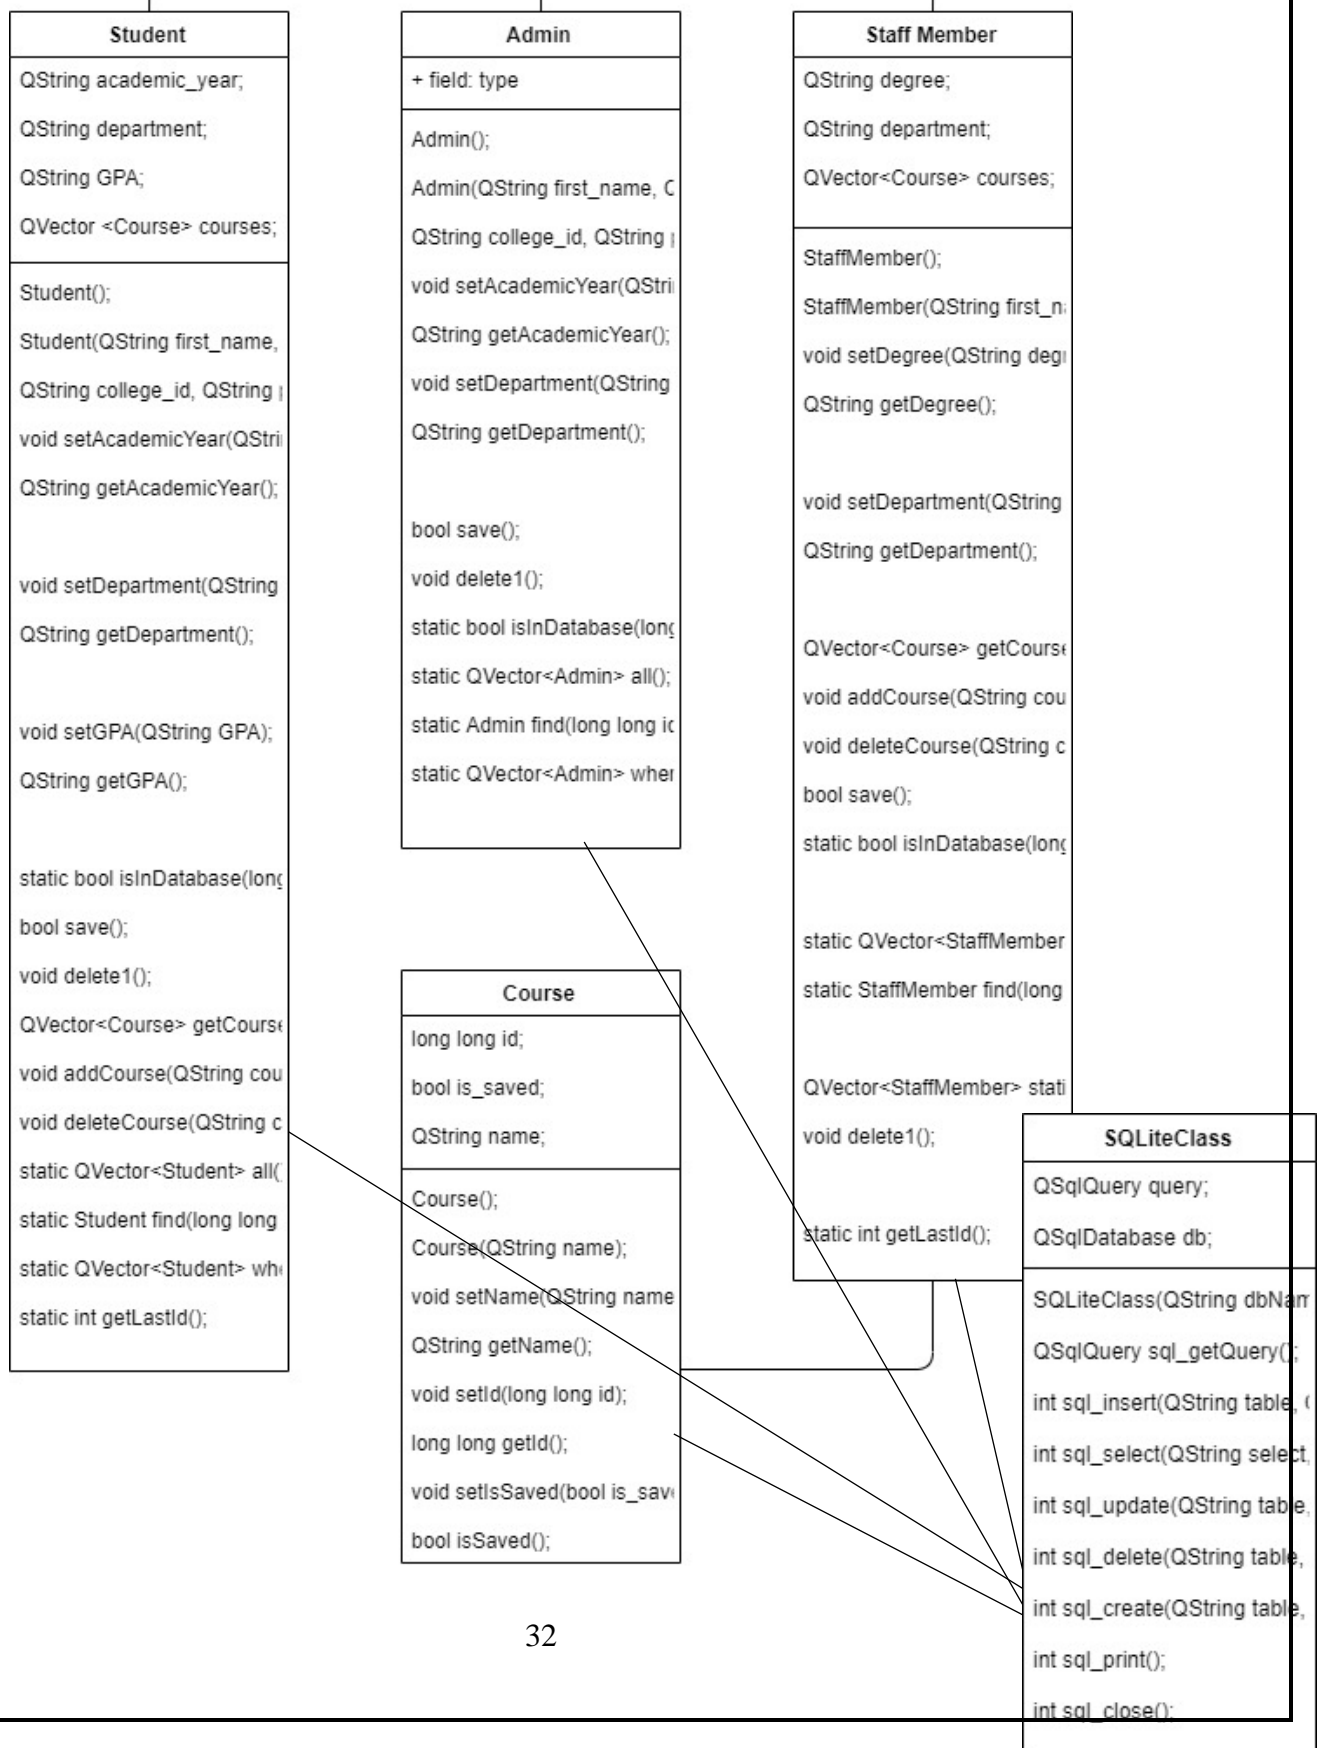 Student
QString academic_year;
QString department;
QString GPA;
QVector <Course> courses;
Student();
Student(QString first_name,
QString college_id, QString
void setAcademicYear(QStri
QString getAcademicYear();
void setDepartment(QString
QString getDepartment();
void setGPA(QString GPA);
QString getGPA();
static bool isInDatabase(long
bool save();
void delete1();
QVector<Course> getCourse
void addCourse(QString cou
void deleteCourse(QString c
static QVector<Student> all()
static Student find(long long
static QVector<Student> whe
static int getLastId();
Admin
+ field: type
Admin();
Admin(QString first_name, Q
QString college_id, QString
void setAcademicYear(QStri
QString getAcademicYear();
void setDepartment(QString
QString getDepartment();
bool save();
void delete1();
static bool isInDatabase(long
static QVector<Admin> all();
static Admin find(long long id
static QVector<Admin> wher
Course
long long id;
bool is_saved;
QString name;
Course();
Course(QString name);
void setName(QString name
QString getName();
void setId(long long id);
long long getId();
void setIsSaved(bool is_save
bool isSaved();
Staff Member
QString degree;
QString department;
QVector<Course> courses;
StaffMember();
StaffMember(QString first_na
void setDegree(QString degr
QString getDegree();
void setDepartment(QString
QString getDepartment();
QVector<Course> getCourse
void addCourse(QString cou
void deleteCourse(QString c
bool save();
static bool isInDatabase(long
static QVector<StaffMember
static StaffMember find(long
QVector<StaffMember> stati
void delete1();
static int getLastId();
SQLiteClass
QSqlQuery query;
QSqlDatabase db;
SQLiteClass(QString dbNam
QSqlQuery sql_getQuery();
int sql_insert(QString table,
int sql_select(QString select,
int sql_update(QString table,
int sql_delete(QString table,
int sql_create(QString table,
int sql_print();
int sql_close();
32